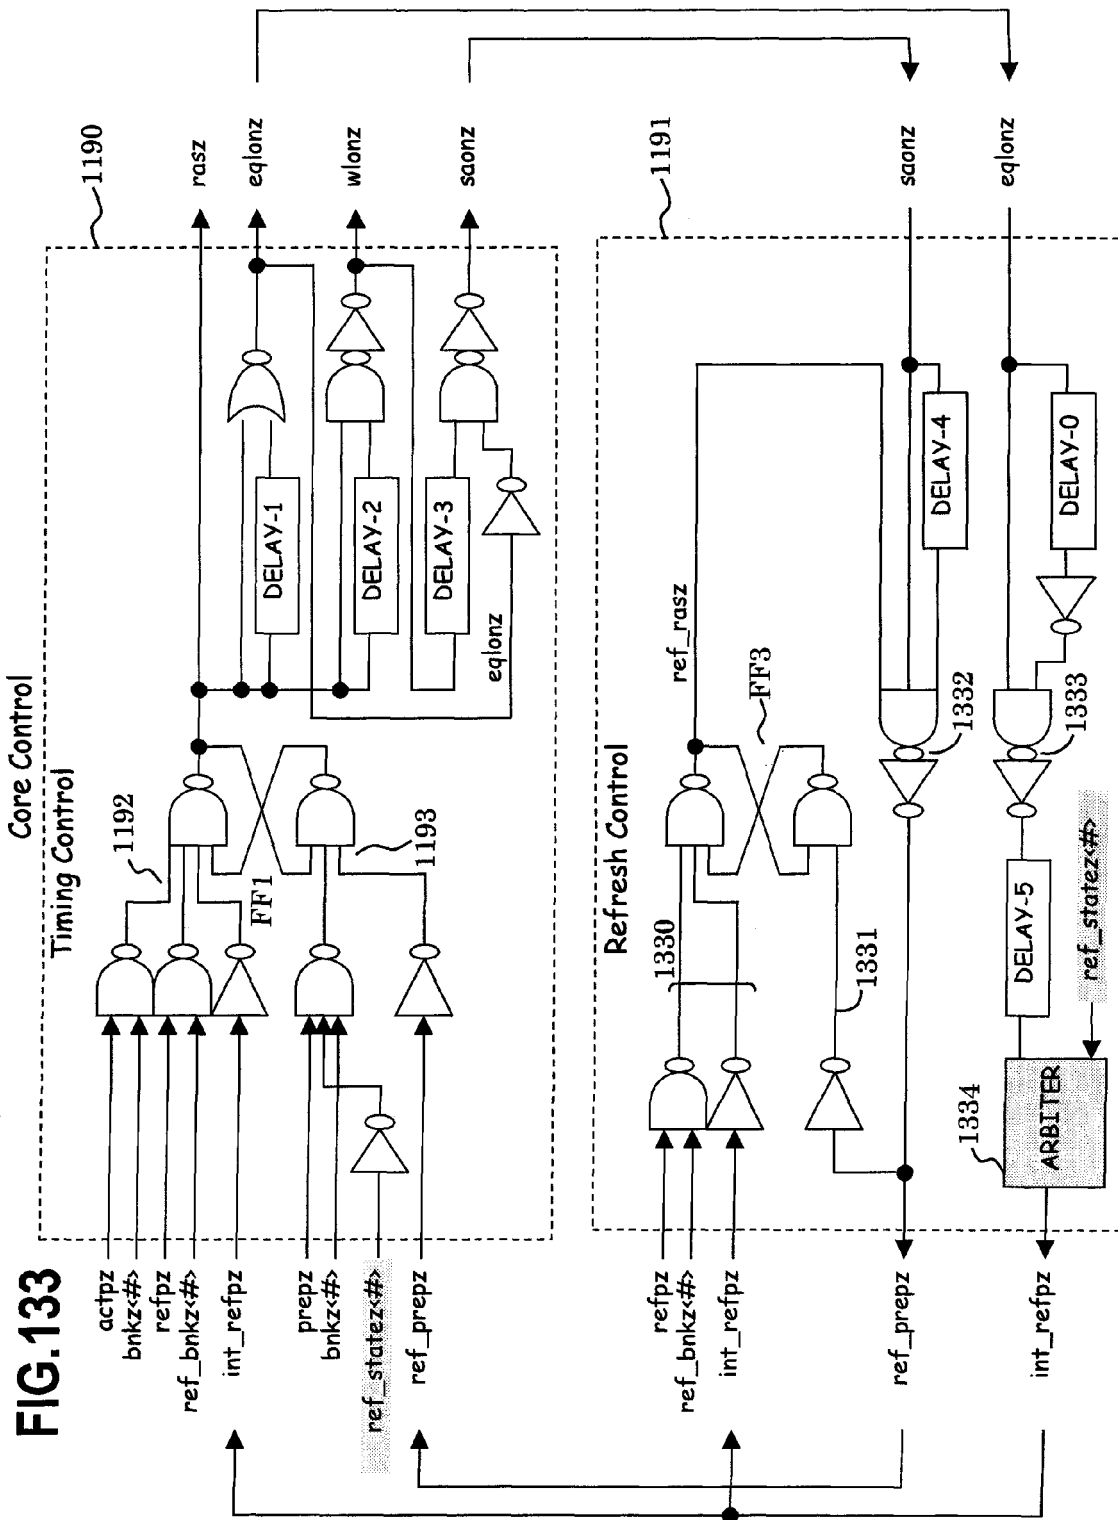 FIG.133
Core Control
Timing Control
1190
actpz
bnkz<#>
refpz
ref_bnkz<#>
int_refpz
prepz
bnkz<#>
ref_statez<#>
ref_prepz
1192
FF1
1193
DELAY-1
DELAY-2
DELAY-3
eqlonz
rasz
eqlonz
wlonz
saonz
Refresh Control
1191
refpz
ref_bnkz<#>
int_refpz
ref_prepz
int_refpz
1330
1331
ref_rasz
FF3
1332
1333
DELAY-4
DELAY-0
DELAY-5
ref_statez<#>
1334
ARBITER
saonz
eqlonz